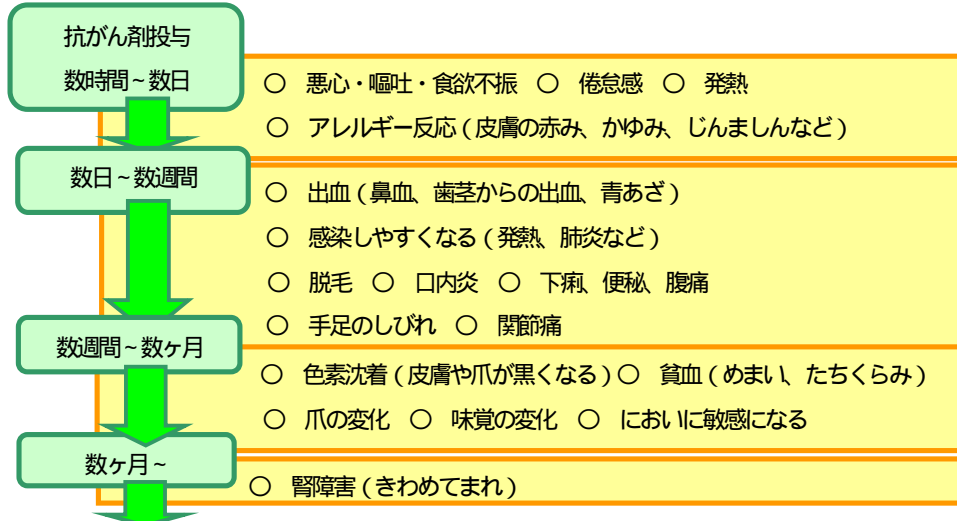 抗がん剤投与
数時間~数日
○ 悪心・嘔吐・食欲不振 ○ 倦怠感 ○ 発熱
○ アレルギー反応(皮膚の赤み、かゆみ、じんましんなど)
数日~数週間
○ 出血(鼻血、歯茎からの出血、青あざ)
○ 感染しやすくなる(発熱、肺炎など)
○ 脱毛 ○ 口内炎 ○ 下痢、便秘、腹痛
○ 手足のしびれ ○ 関節痛
数週間~数ヶ月
○ 色素沈着(皮膚や爪が黒くなる)○ 貧血(めまい、たちくらみ)
○ 爪の変化 ○ 味覚の変化 ○ においに敏感になる
数ヶ月~
○ 腎障害(きわめてまれ)